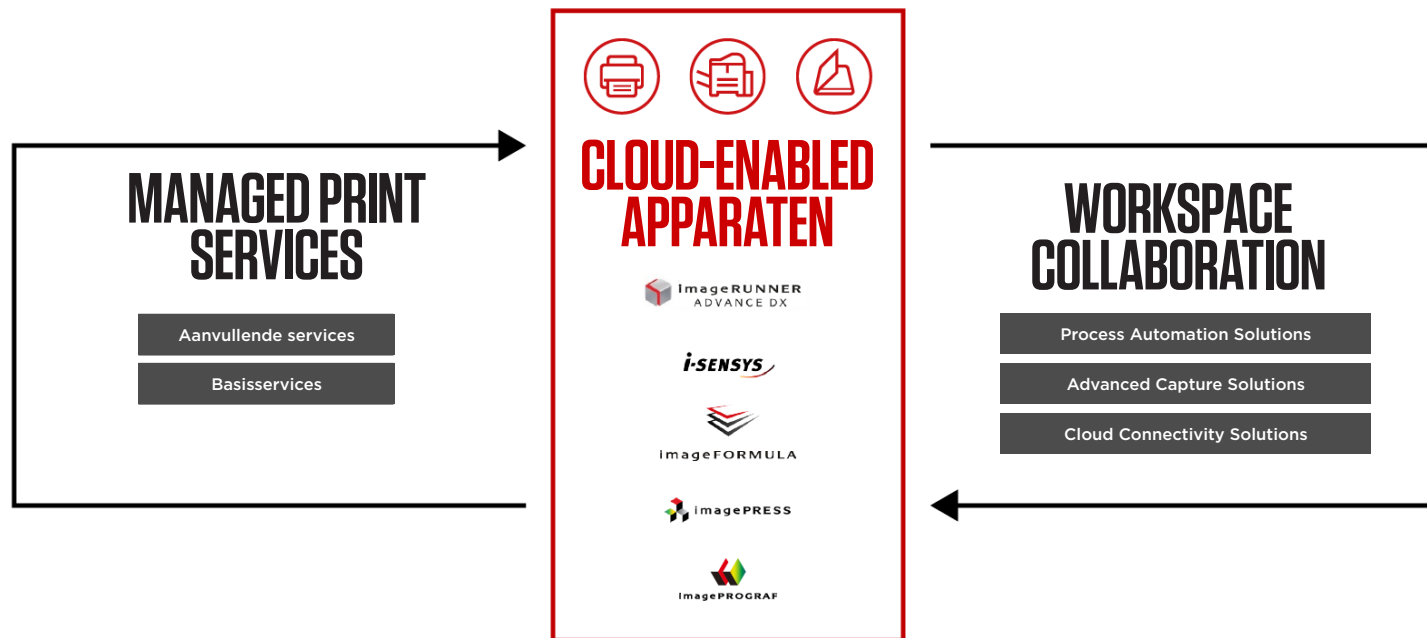 MANAGED PRINT
SERVICES
Aanvullende services
Basisservices
CLOUD-ENABLED
APPARATEN
imageRUNNER
ADVANCE DX
i-SENSYS
imageFORMULA
imagePRESS
imagePROGRAF
WORKSPACE
COLLABORATION
Process Automation Solutions
Advanced Capture Solutions
Cloud Connectivity Solutions